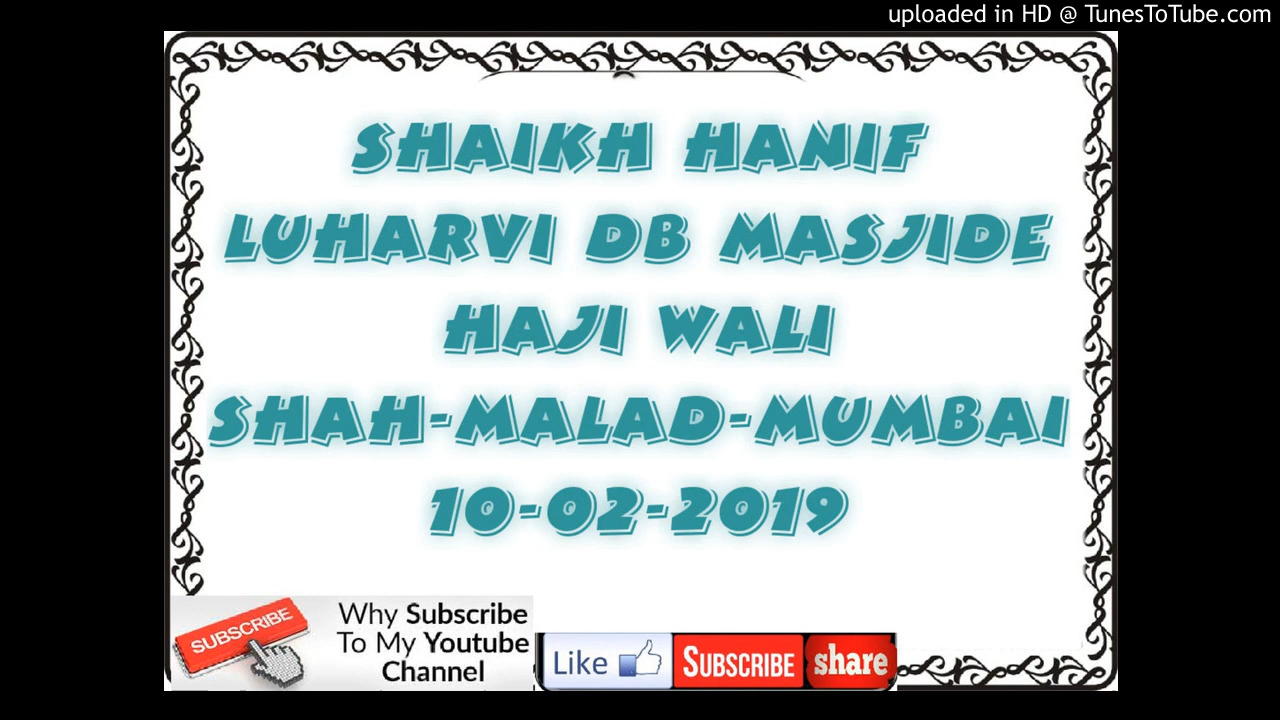 uploaded in HD @ TunesToTube.com
SHAIKH HANIF
LUHARVI DB MASJIDE
HAJI WALI
SHAH-MALAD-MUMBAI
10-02-2019
SUBSCRIBE
Why Subscribe
To My Youtube
Channel
Like
SUBSCRIBE
share